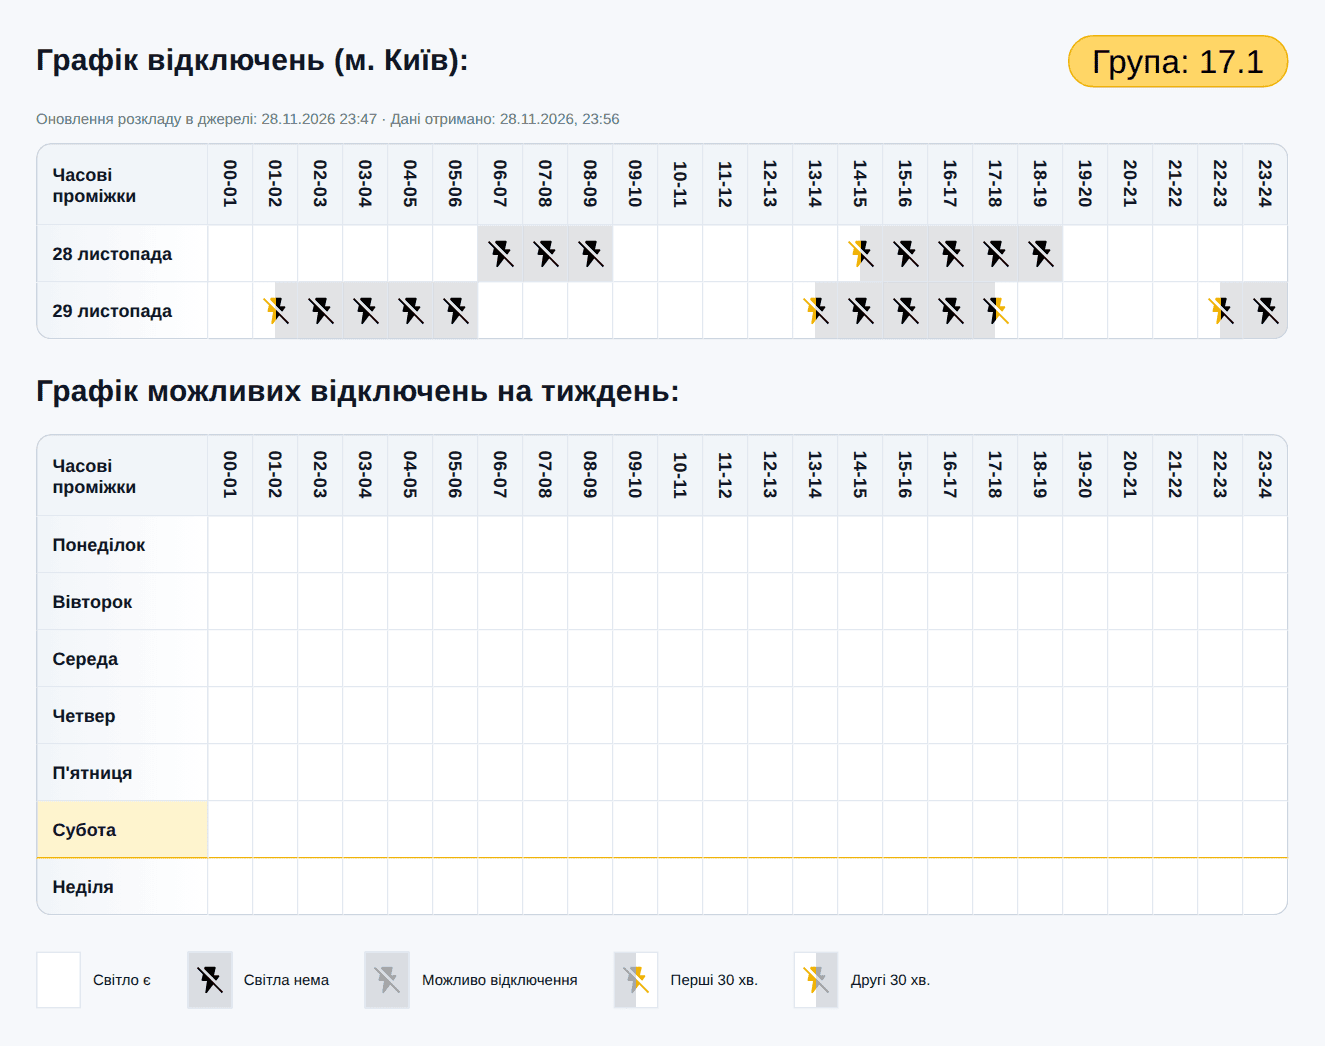 Графік відключень (м. Київ):
Група: 17.1
Оновлення розкладу в джерелі: 28.11.2026 23:47 · Дані отримано: 28.11.2026, 23:56
Часові проміжки 00-01 01-02 02-03 03-04 04-05 05-06 06-07 07-08 08-09 09-10 10-11 11-12 12-13 13-14 14-15 15-16 16-17 17-18 18-19 19-20 20-21 21-22 22-23 23-24
28 листопада
29 листопада
Графік можливих відключень на тиждень:
Часові проміжки 00-01 01-02 02-03 03-04 04-05 05-06 06-07 07-08 08-09 09-10 10-11 11-12 12-13 13-14 14-15 15-16 16-17 17-18 18-19 19-20 20-21 21-22 22-23 23-24
Понеділок
Вівторок
Середа
Четвер
П'ятниця
Субота
Неділя
Світло є Світла нема Можливо відключення Перші 30 хв. Другі 30 хв.